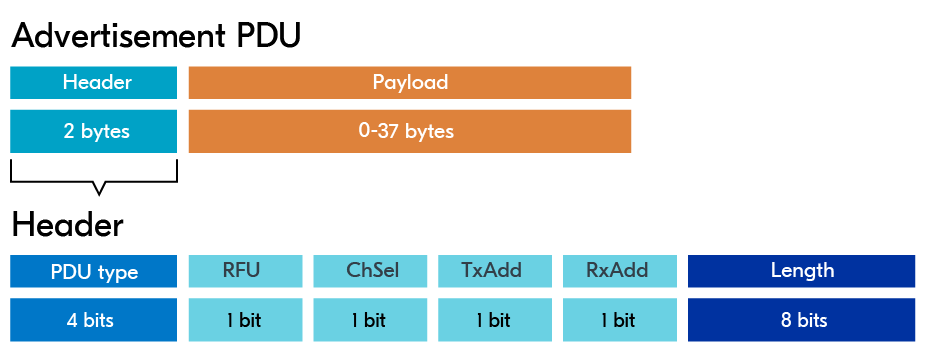 Advertisement PDU
Header Payload
2 bytes 0-37 bytes
Header
PDU type RFU ChSel TxAdd RxAdd Length
4 bits 1 bit 1 bit 1 bit 1 bit 8 bits